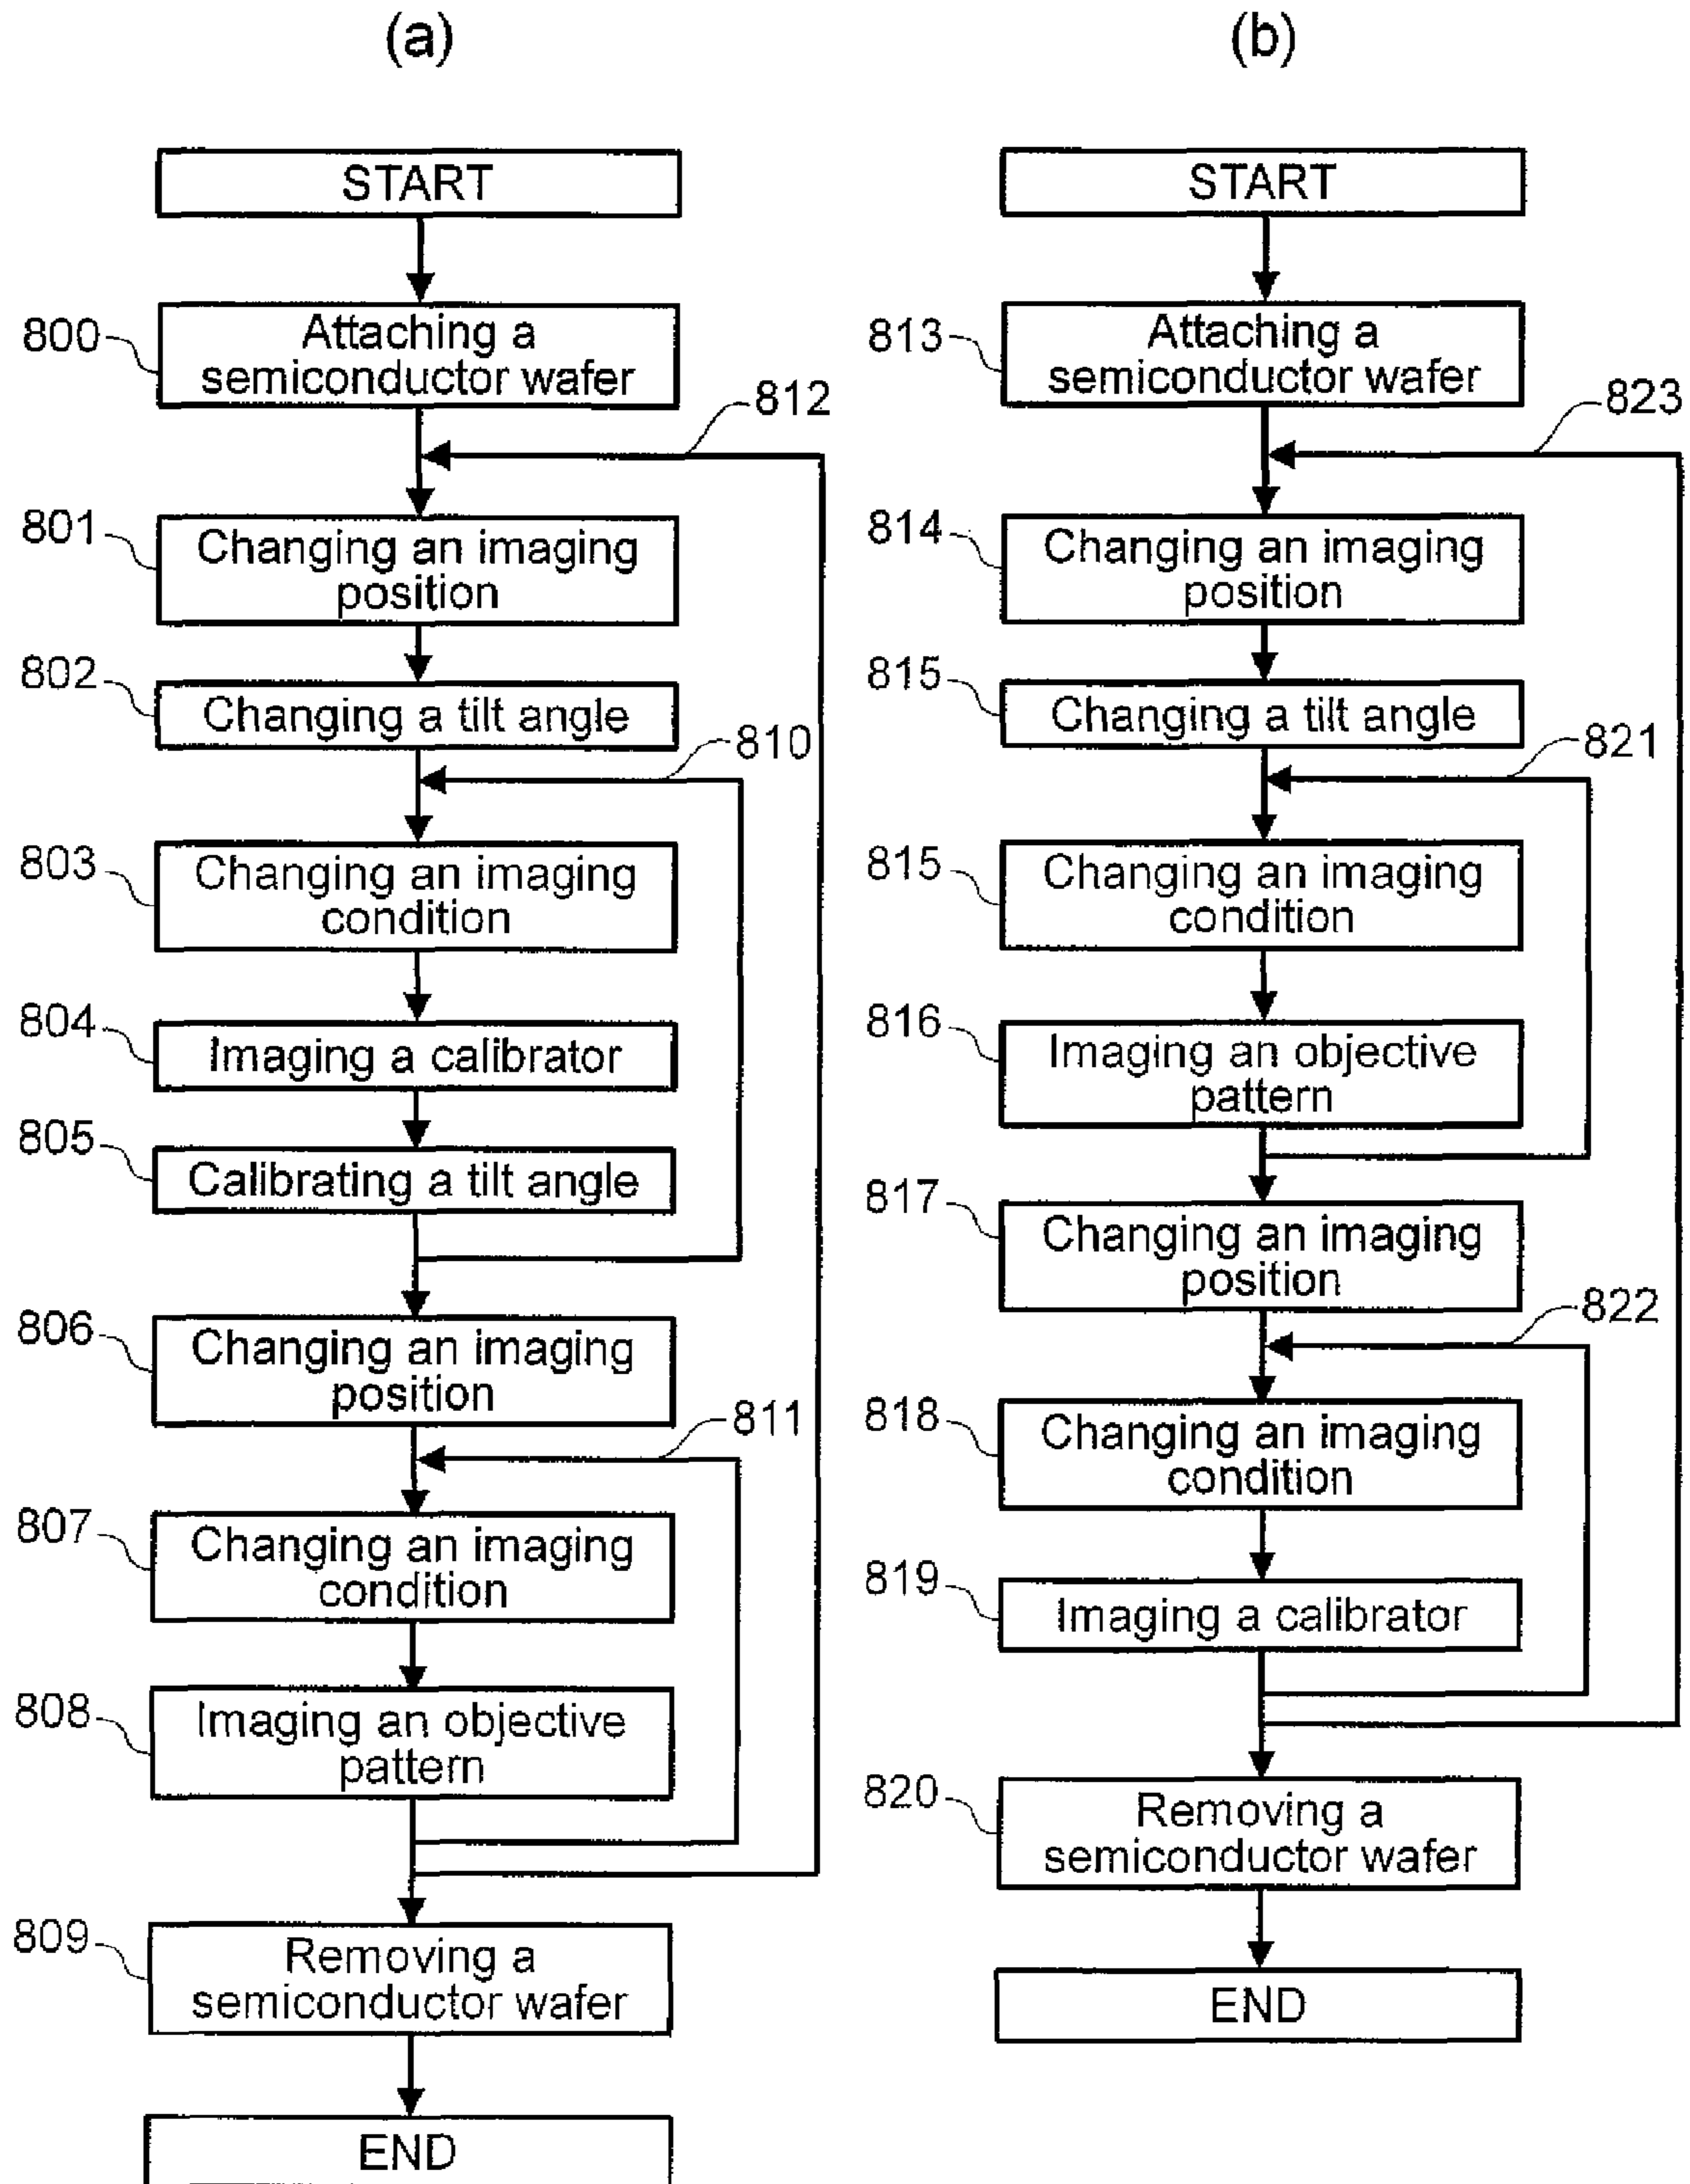 (a)
START
800
Attaching a
semiconductor wafer
812
801
Changing an imaging
position
802
Changing a tilt angle
810
803
Changing an imaging
condition
804
Imaging a calibrator
805
Calibrating a tilt angle
806
Changing an imaging
position
811
807
Changing an imaging
condition
808
Imaging an objective
pattern
809
Removing a
semiconductor wafer
END
(b)
START
813
Attaching a
semiconductor wafer
823
814
Changing an imaging
position
815
Changing a tilt angle
821
815
Changing an imaging
condition
816
Imaging an objective
pattern
817
Changing an imaging
position
822
818
Changing an imaging
condition
819
Imaging a calibrator
820
Removing a
semiconductor wafer
END